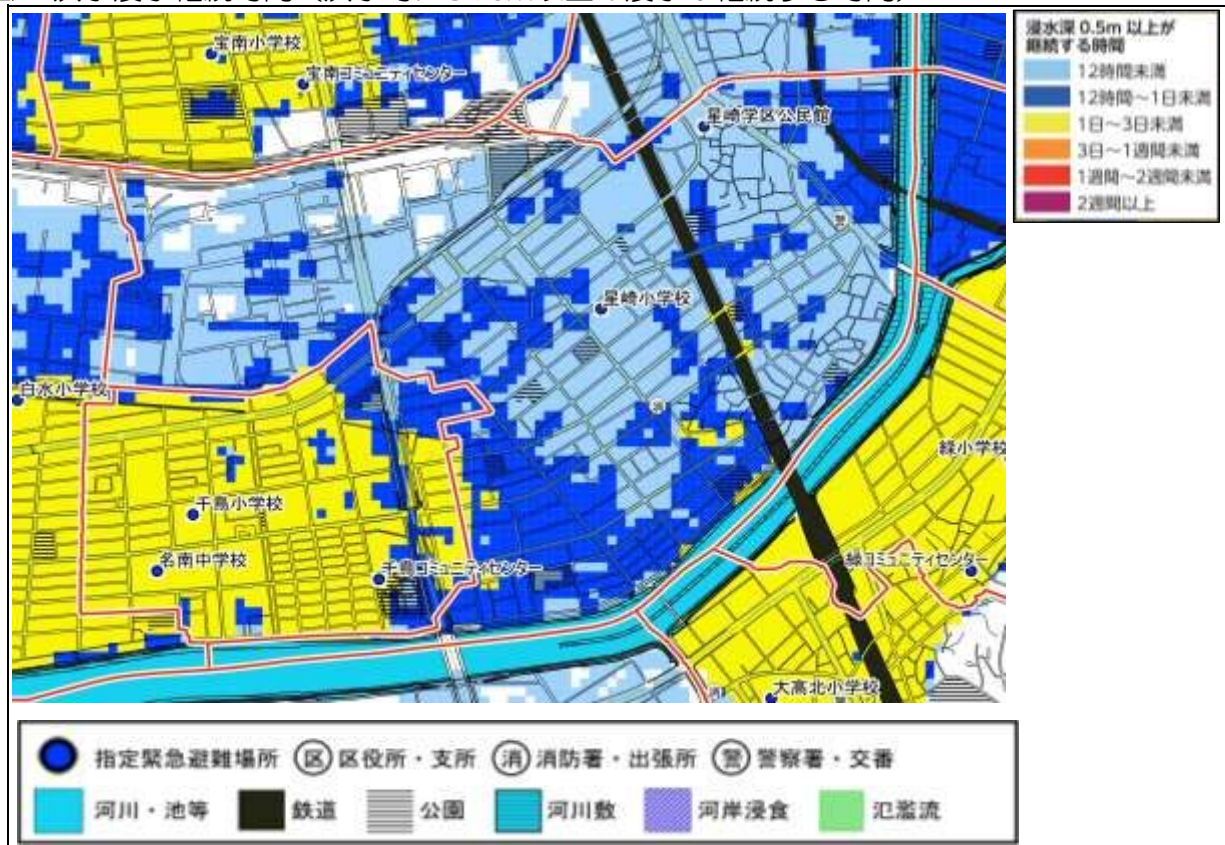 浸水深 0.5m 以上が
継続する時間
12時間未満
12時間～1日未満
1日～3日未満
3日～1週間未満
1週間～2週間未満
2週間以上
宝南小学校
宝南コミュニティセンター
星崎学区公民館
警
星崎小学校
白水小学校
消
緑小学校
千鳥小学校
名南中学校
千鳥コミュニティセンター
緑コミュニティセンター
消
大高北小学校
指定緊急避難場所 区 区役所・支所 消 消防署・出張所 警 警察署・交番
河川・池等 鉄道 公園 河川敷 河岸浸食 氾濫流